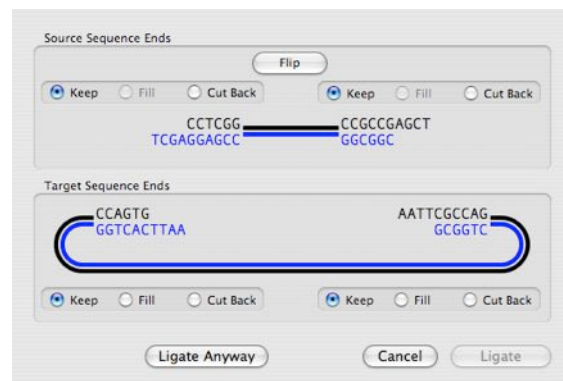 Source Sequence Ends
Flip
Keep Fill Cut Back Keep Fill Cut Back
CCTCGG CCGCCGAGCT
TCGAGGAGCC GGCGGC
Target Sequence Ends
CCAGTG AATTCGCCAG
GGTCACTTAA GCGGTC
Keep Fill Cut Back Keep Fill Cut Back
Ligate Anyway Cancel Ligate